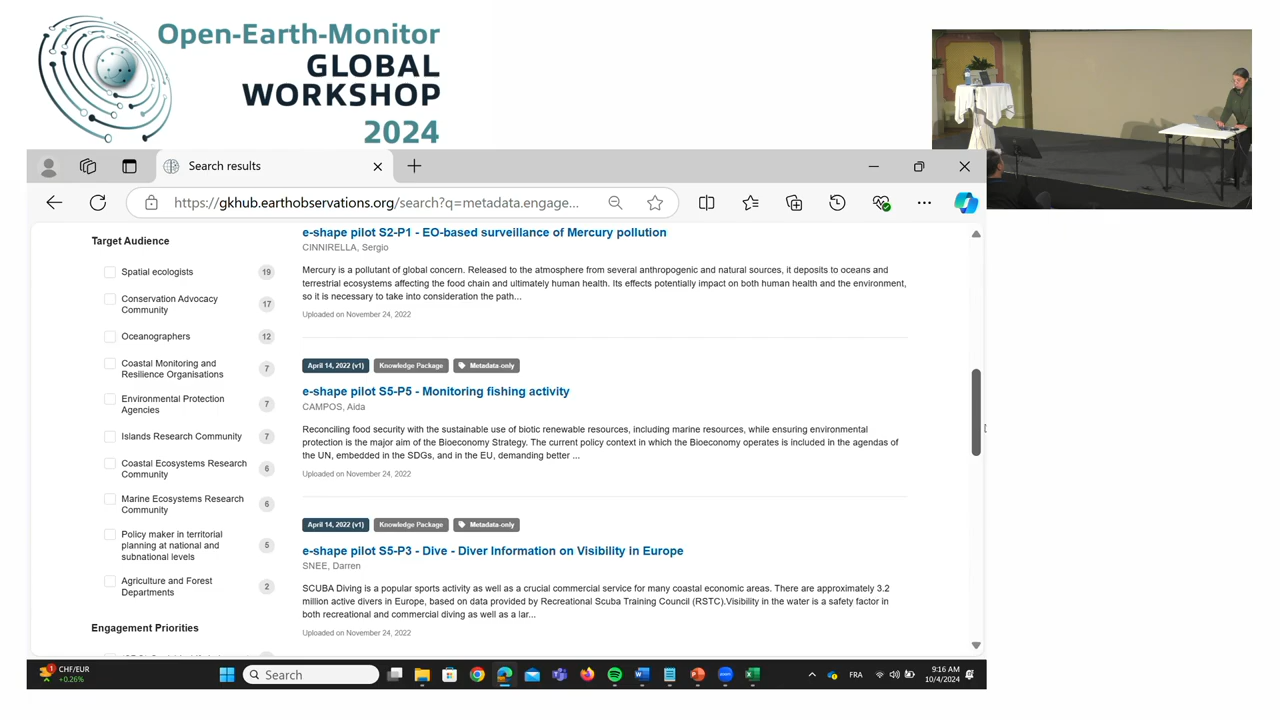 Open-Earth-Monitor
GLOBAL
WORKSHOP
2024
Search results
https://gkhub.earthobservations.org/search?q=metadata.engage...
Target Audience
Spatial ecologists 19
Conservation Advocacy
Community 17
Oceanographers 12
Coastal Monitoring and
Resilience Organisations 7
Environmental Protection
Agencies 7
Islands Research Community 7
Coastal Ecosystems Research
Community 6
Marine Ecosystems Research
Community 6
Policy maker in territorial
planning at national and
subnational levels 5
Agriculture and Forest
Departments 2
Engagement Priorities
e-shape pilot S2-P1 - EO-based surveillance of Mercury pollution
CINNIRELLA, Sergio
Mercury is a pollutant of global concern. Released to the atmosphere from several anthropogenic and natural sources, it deposits to oceans and
terrestrial ecosystems affecting the food chain and ultimately human health. Its effects potentially impact on both human health and the environment,
so it is necessary to take into consideration the path...
Uploaded on November 24, 2022
April 14, 2022 (v1) Knowledge Package Metadata-only
e-shape pilot S5-P5 - Monitoring fishing activity
CAMPOS, Aida
Reconciling food security with the sustainable use of biotic renewable resources, including marine resources, while ensuring environmental
protection is the major aim of the Bioeconomy Strategy. The current policy context in which the Bioeconomy operates is included in the agendas of
the UN, embedded in the SDGs, and in the EU, demanding better ...
Uploaded on November 24, 2022
April 14, 2022 (v1) Knowledge Package Metadata-only
e-shape pilot S5-P3 - Dive - Diver Information on Visibility in Europe
SNEE, Darren
SCUBA Diving is a popular sports activity as well as a crucial commercial service for many coastal economic areas. There are approximately 3.2
million active divers in Europe, based on data provided by Recreational Scuba Training Council (RSTC).Visibility in the water is a safety factor in
both recreational and commercial diving as well as a lar...
Uploaded on November 24, 2022
1
CHF/EUR
+0.26%
Search
FRA
9:16 AM
10/4/2024